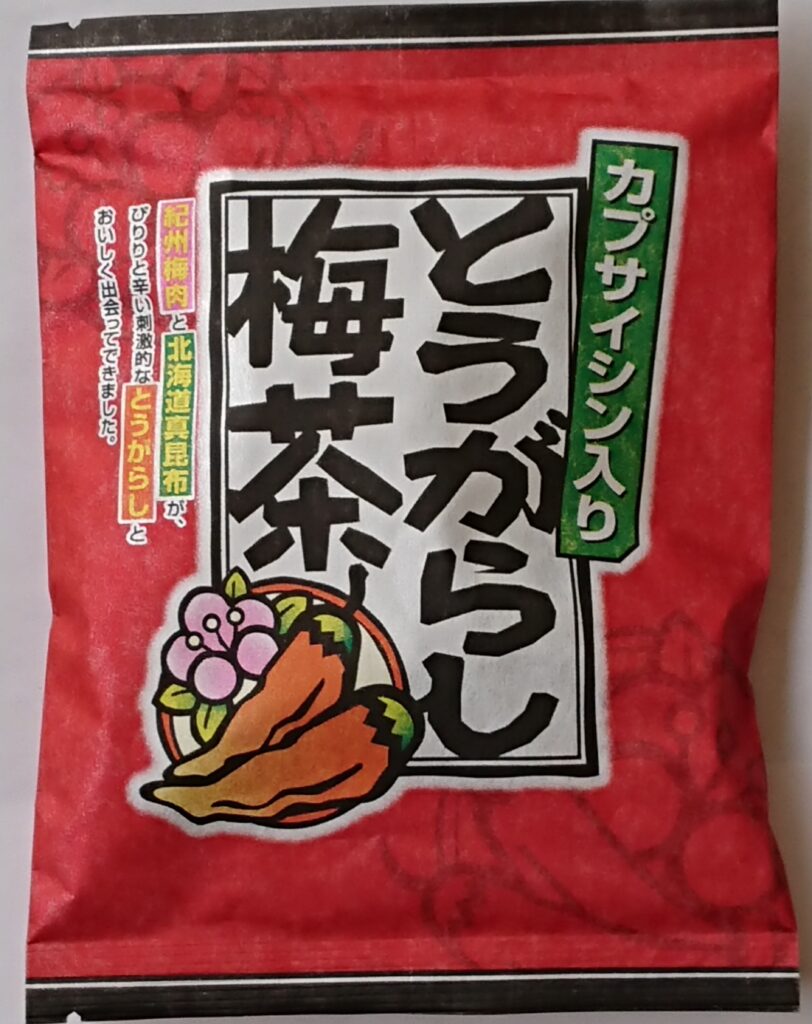 カプサイシン入り
とうがらし
梅茶
紀州梅肉と北海道真昆布が、
ぴりりと辛い刺激的なとうがらしと
おいしく出会ってできました。